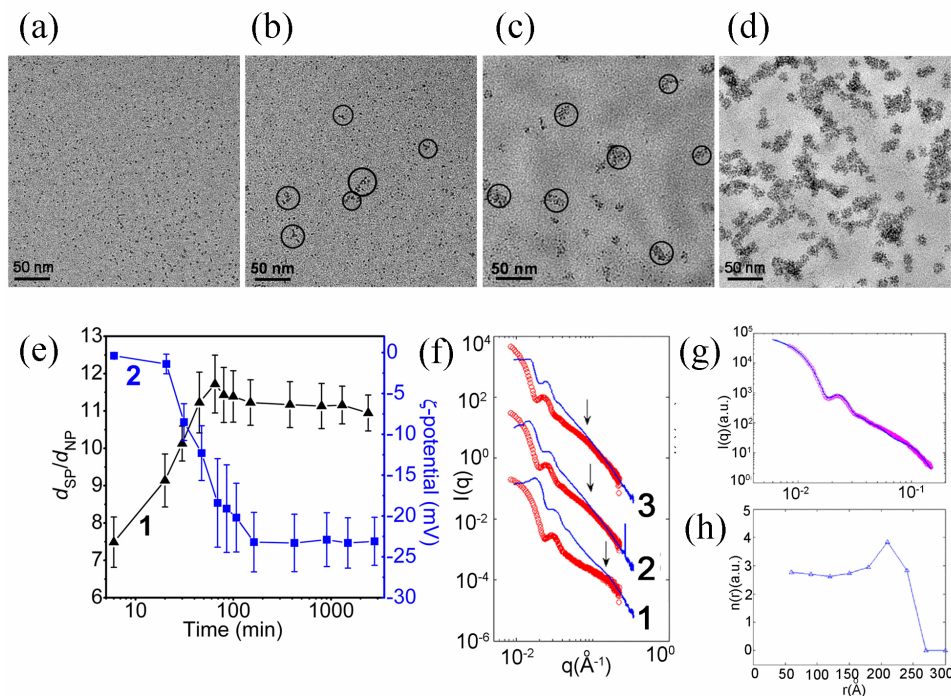 (a)
(b)
(c)
(d)
50 nm
50 nm
50 nm
50 nm
(e)
13
12
11
10
9
8
7
6
d_SP/d_NP
0
-5
-10
-15
-20
-25
-30
ζ-potential (mV)
2
1
10
100
1000
Time (min)
(f)
10^4
10^2
10^0
10^-2
10^-4
10^-6
I(q)
3
2
1
10^-2
10^0
q(Å^-1)
(g)
10^5
10^4
10^3
10^2
10^1
10^0
I(q)(a.u.)
10^-2
10^-1
(h)
5
4
3
2
1
0
n(r)(a.u.)
0
50
100
150
200
250
300
r(Å)